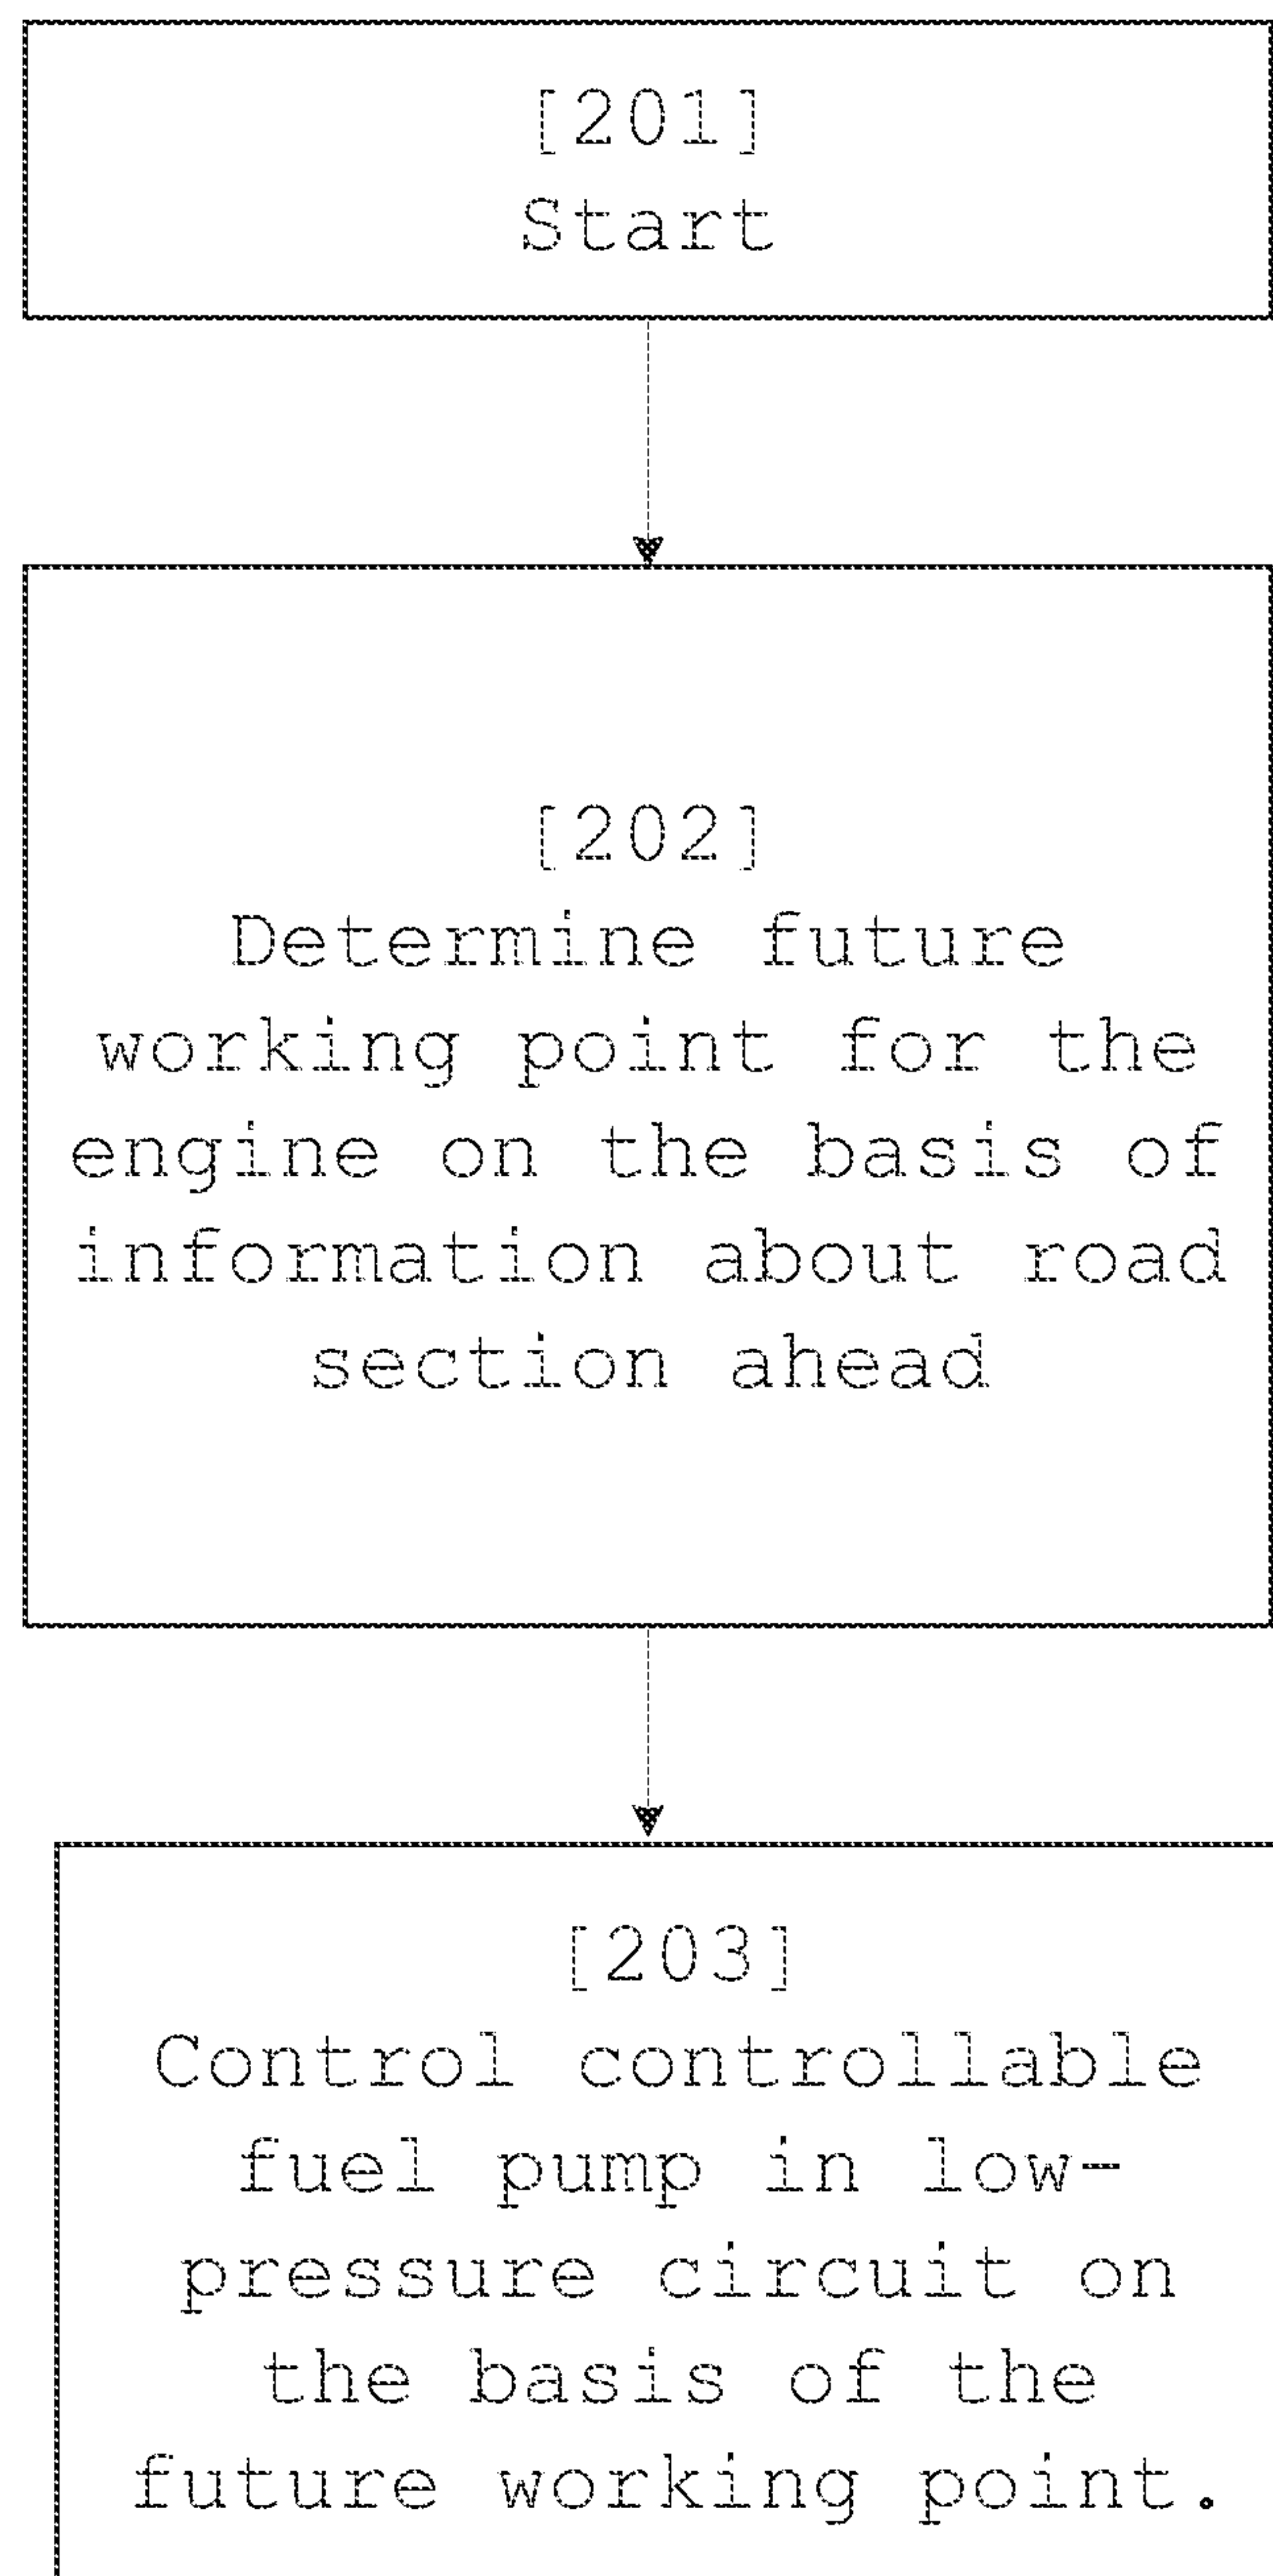 [201]
Start
[202]
Determine future
working point for the
engine on the basis of
information about road
section ahead
[203]
Control controllable
fuel pump in low-
pressure circuit on
the basis of the
future working point.